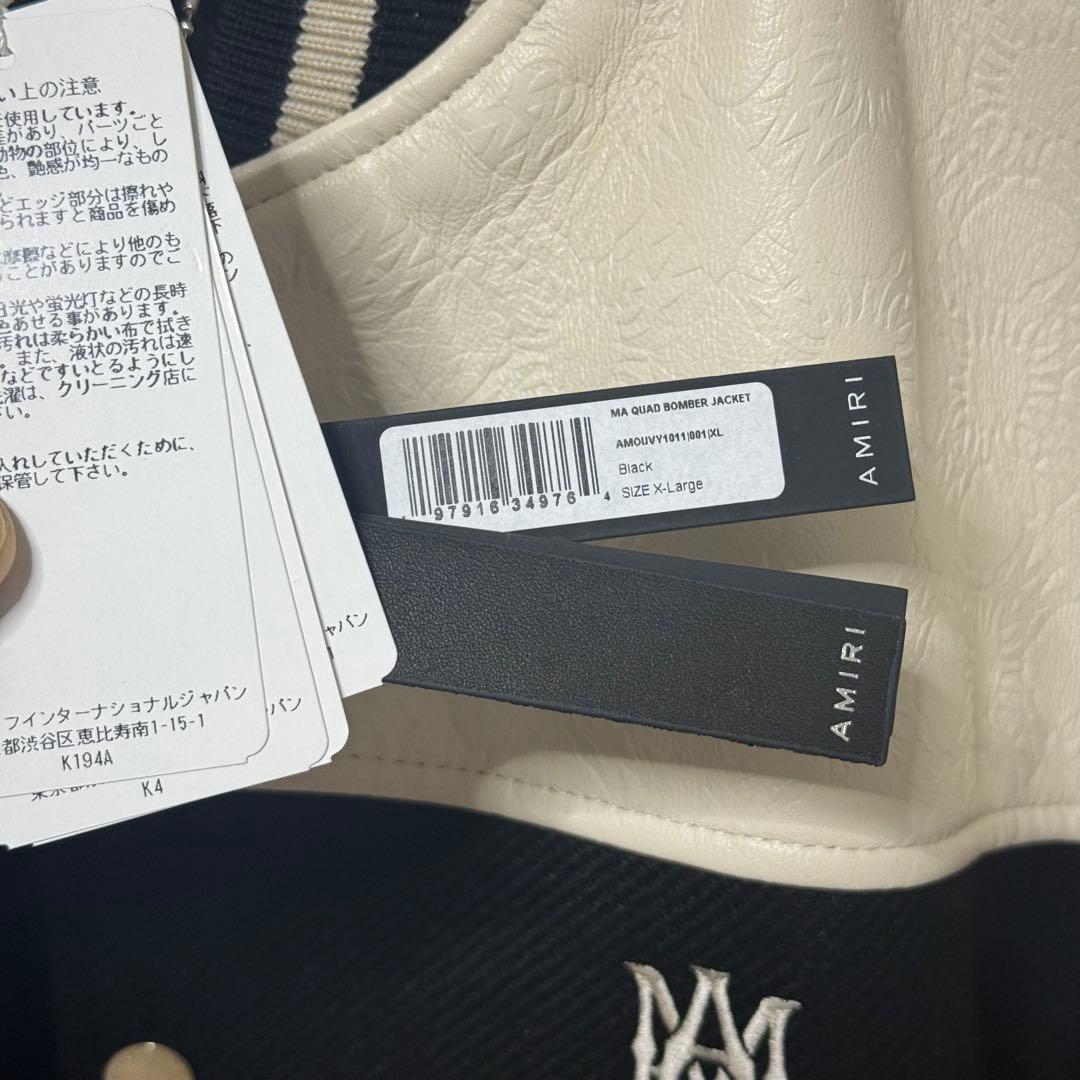 い上の注意
使用しています。
差があり、パーツごと
動物の部位により、し
色、艶感が均一なもの
どエッジ部分は擦れや
られますと商品を傷め
摩擦などにより他のも
ことがありますのでご
日光や蛍光灯などの長時
色あせる事があります。
汚れは柔らかい布で拭き
。また、液状の汚れは速
などですいとるようにし
洗濯は、クリーニング店に
さい。
入れしていただくために、
保管して下さい。
フインターナショナルジャパン
都渋谷区恵比寿南1-15-1
K194A
K4
ャパン
パン
MA QUAD BOMBER JACKET
AMOUVY1011|001|XL
Black
SIZE X-Large
1 97916 34976 4
AMIRI
AMIRI
MA